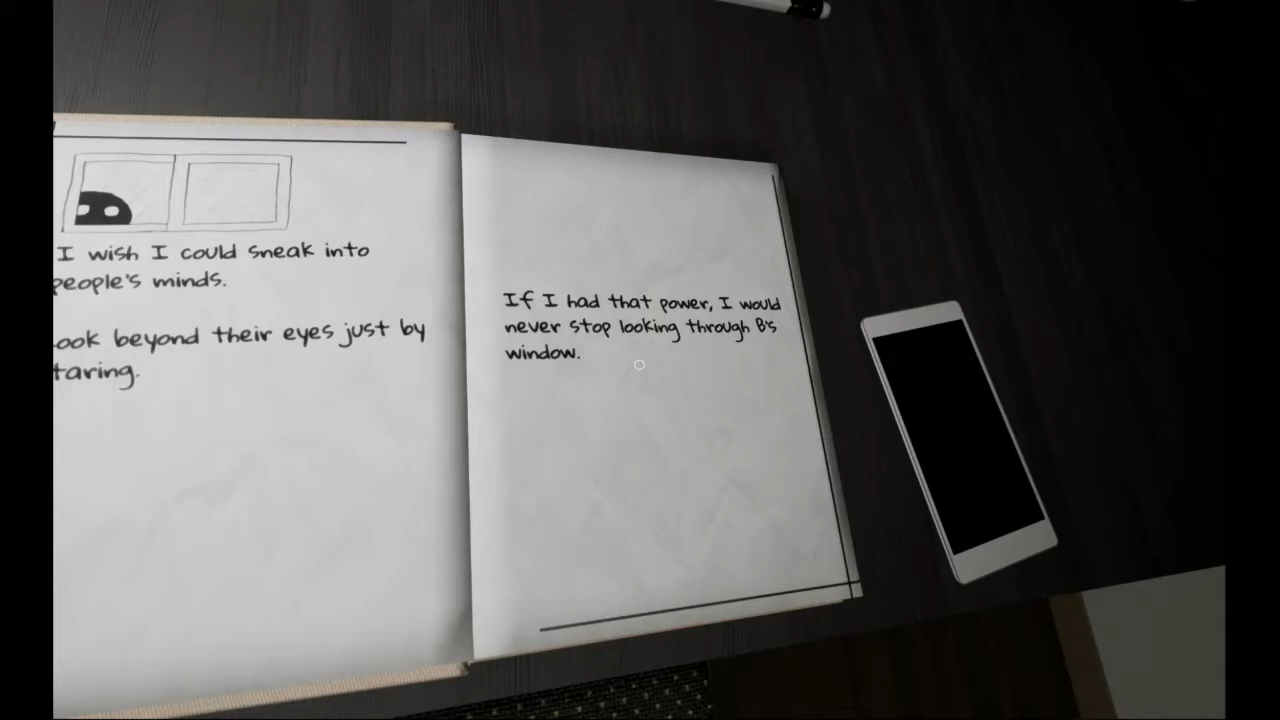 I wish I could sneak into
people's minds.
ook beyond their eyes just by
taring.
If I had that power, I would
never stop looking through B's
window.